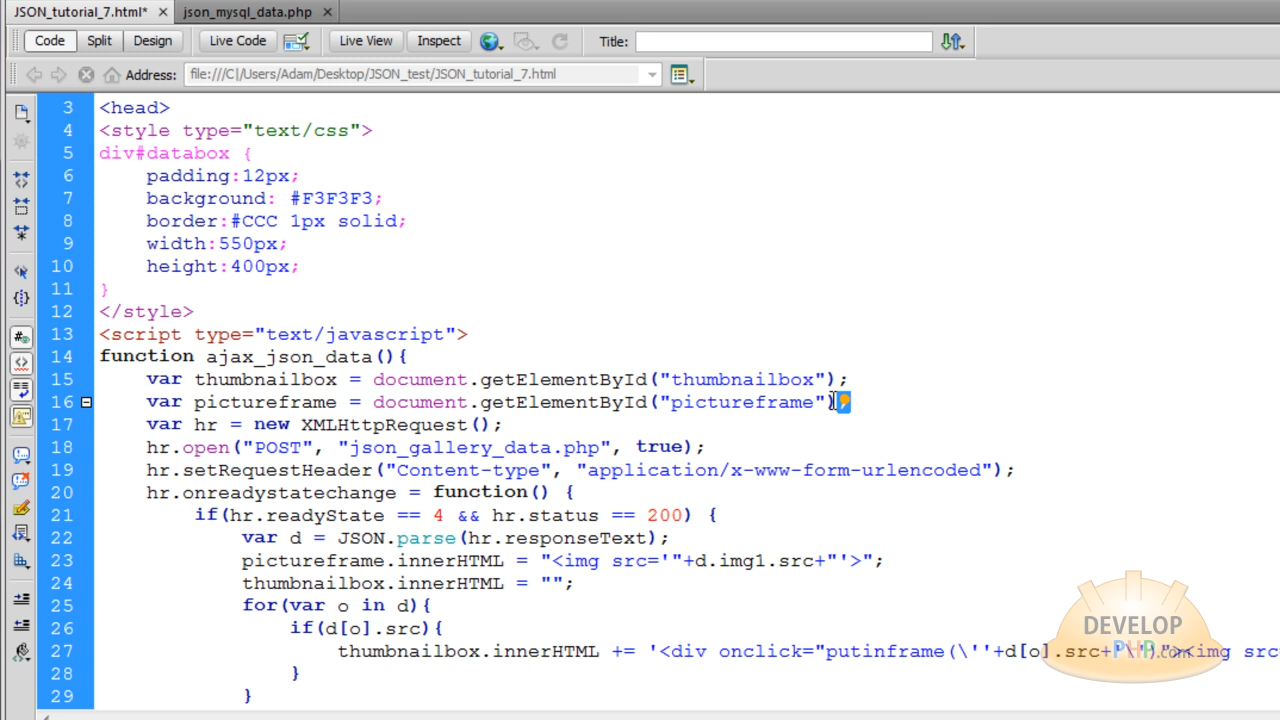 JSON_tutorial_7.html* × json_mysql_data.php ×
Code Split Design Live Code Live View Inspect Title:
Address: file:///C|/Users/Adam/Desktop/JSON_test/JSON_tutorial_7.html
3 <head>
4 <style type="text/css">
5 div#databox {
6 padding:12px;
7 background: #F3F3F3;
8 border:#CCC 1px solid;
9 width:550px;
10 height:400px;
11 }
12 </style>
13 <script type="text/javascript">
14 function ajax_json_data(){
15 var thumbnailbox = document.getElementById("thumbnailbox");
16 var pictureframe = document.getElementById("pictureframe");
17 var hr = new XMLHttpRequest();
18 hr.open("POST", "json_gallery_data.php", true);
19 hr.setRequestHeader("Content-type", "application/x-www-form-urlencoded");
20 hr.onreadystatechange = function() {
21 if(hr.readyState == 4 && hr.status == 200) {
22 var d = JSON.parse(hr.responseText);
23 pictureframe.innerHTML = "<img src='"+d.img1.src+"'>";
24 thumbnailbox.innerHTML = "";
25 for(var o in d){
26 if(d[o].src){
27 thumbnailbox.innerHTML += '<div onclick="putinframe(\''+d[o].src+'\')"><img src
28 }
29 }
DEVELOP
PHP.com